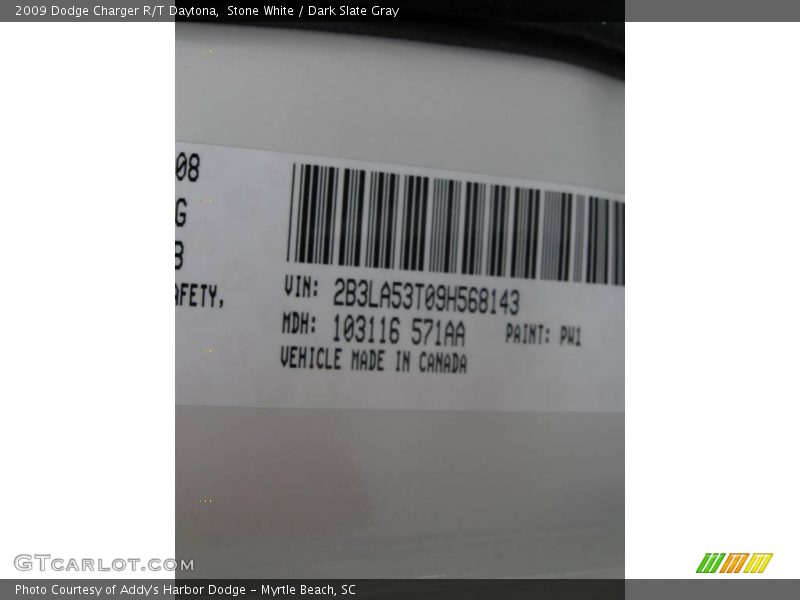 2009 Dodge Charger R/T Daytona,  Stone White / Dark Slate Gray
08
G
AFETY,
VIN: 2B3LA53T09H568143
MDH: 103116 571AA PAINT: PW1
VEHICLE MADE IN CANADA
GTCARLOT.COM
Photo Courtesy of Addy's Harbor Dodge – Myrtle Beach, SC